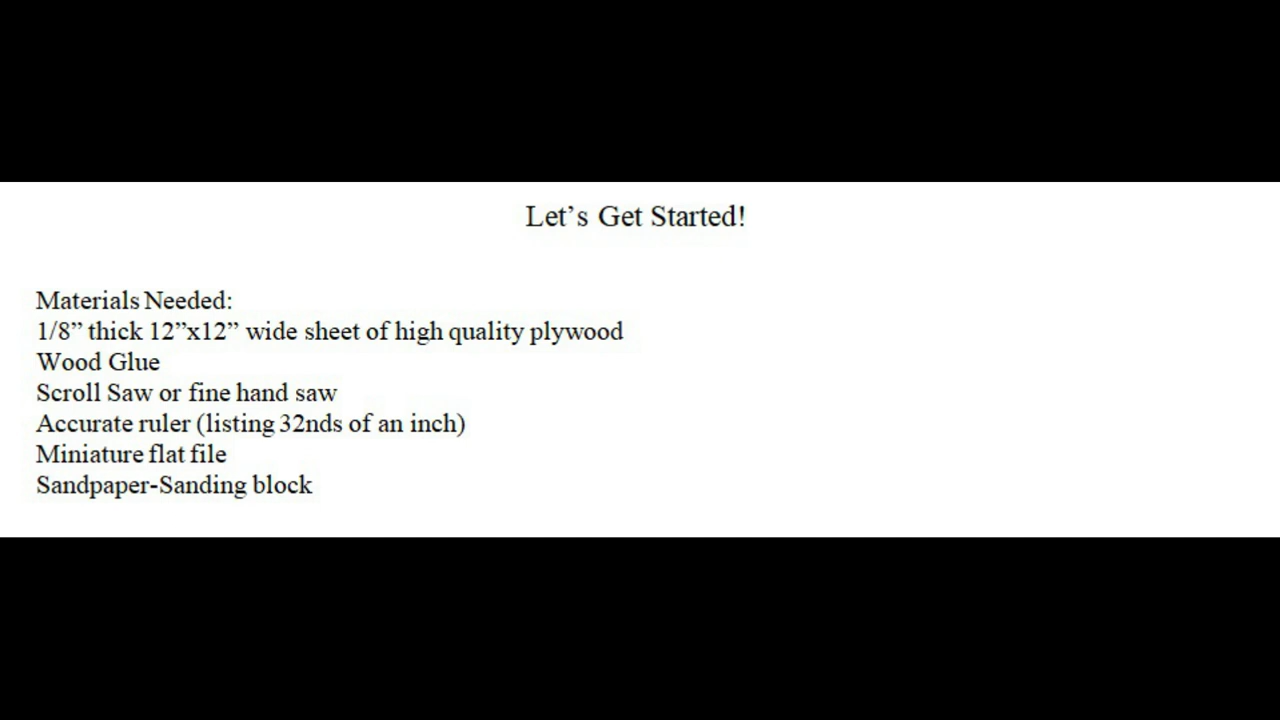 Let’s Get Started!
Materials Needed:
1/8” thick 12”x12” wide sheet of high quality plywood
Wood Glue
Scroll Saw or fine hand saw
Accurate ruler (listing 32nds of an inch)
Miniature flat file
Sandpaper-Sanding block